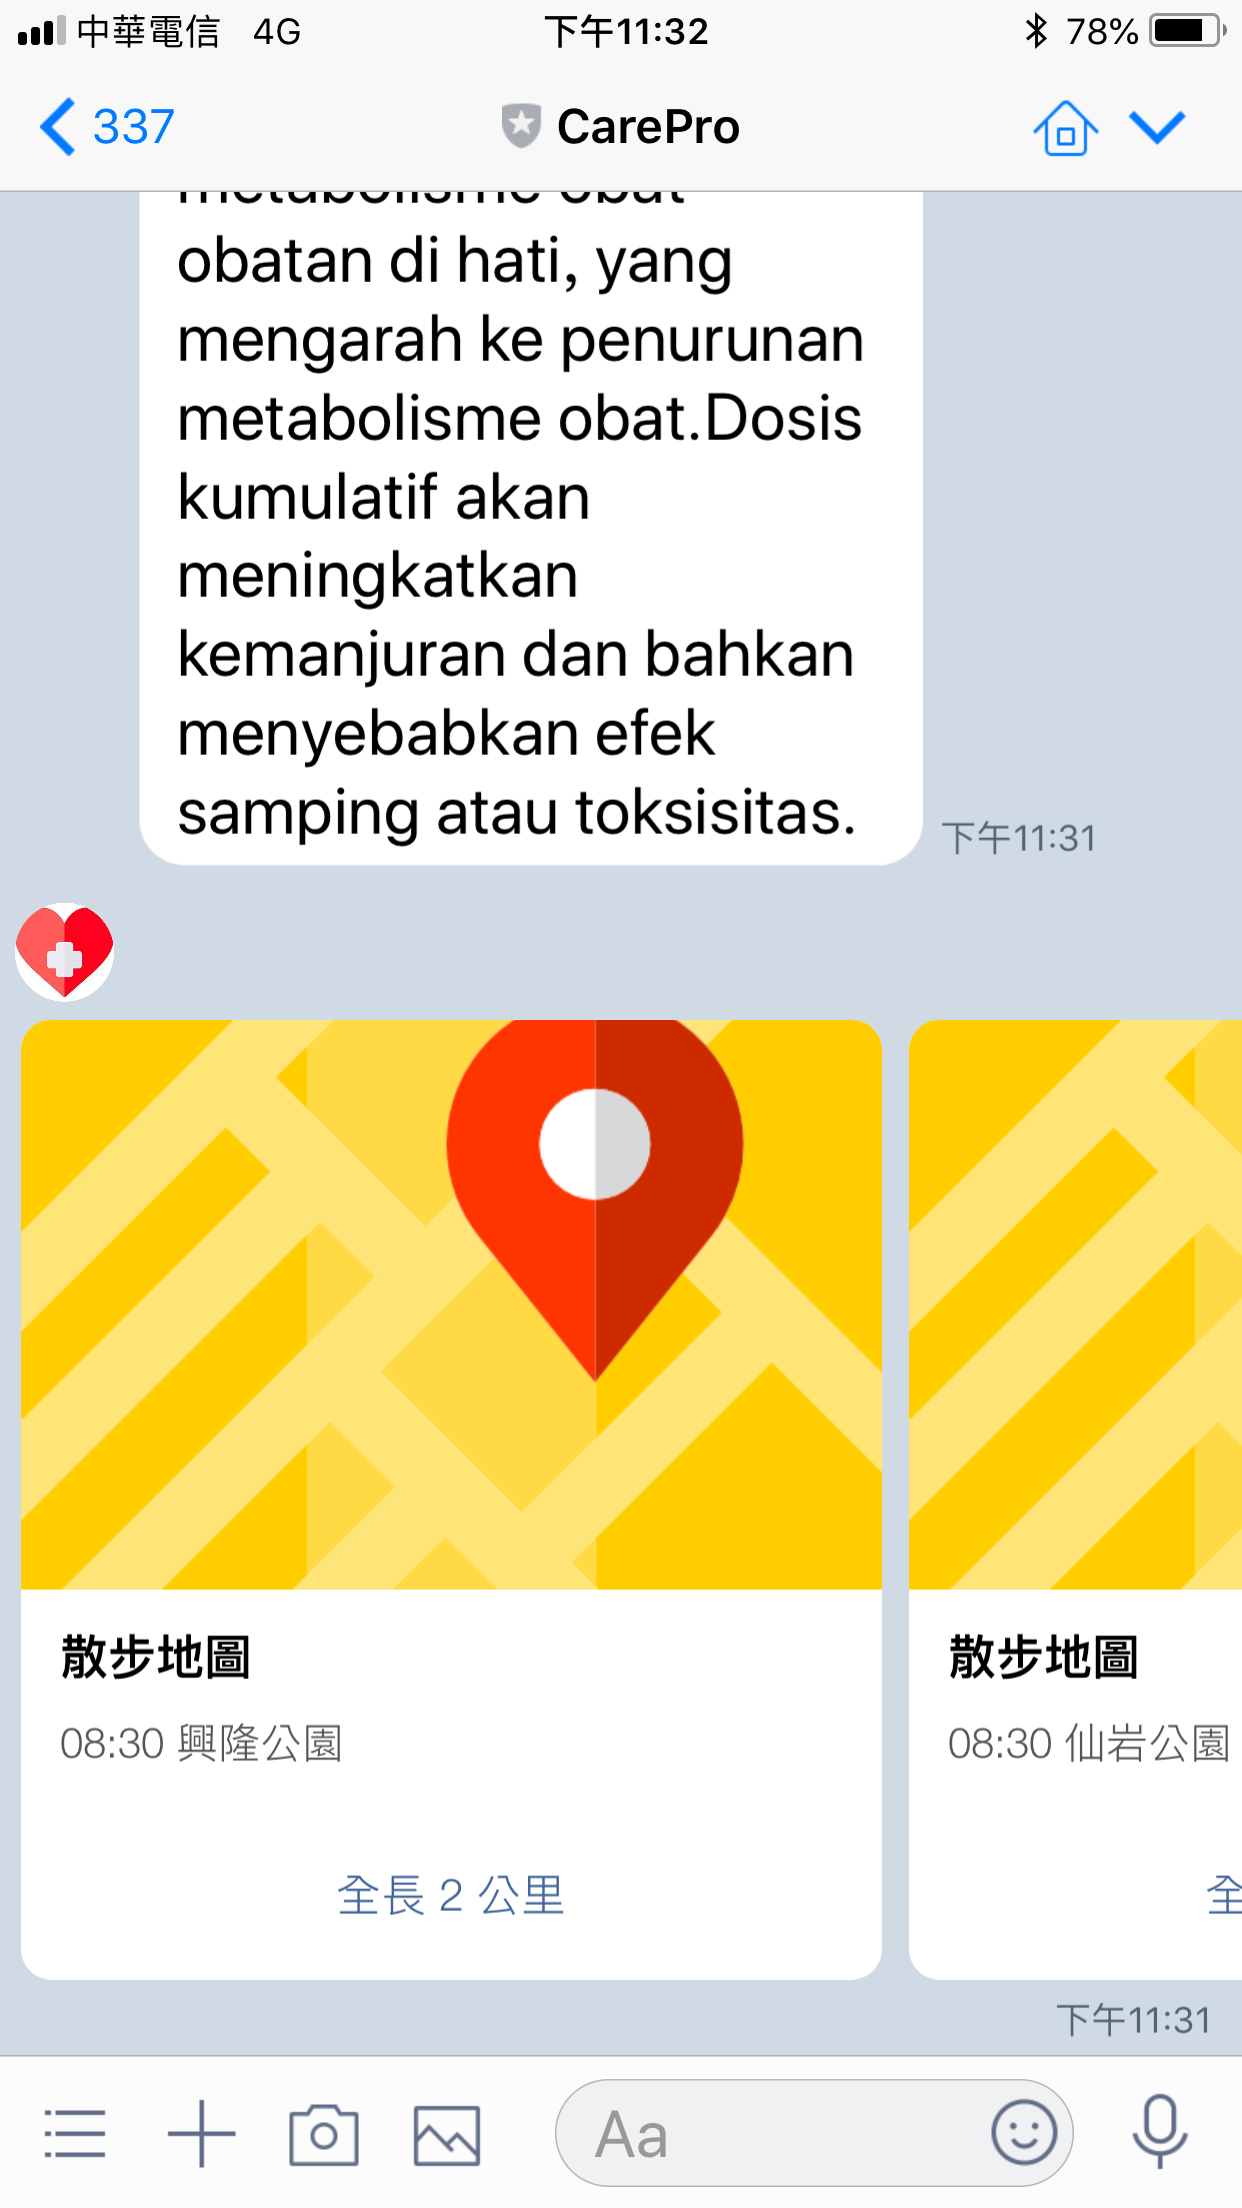 中華電信 4G 下午11:32 78%
337 CarePro
metabolisme obat
obatan di hati, yang
mengarah ke penurunan
metabolisme obat.Dosis
kumulatif akan
meningkatkan
kemanjuran dan bahkan
menyebabkan efek
samping atau toksisitas.
下午11:31
散步地圖
08:30 興隆公園
全長 2 公里
散步地圖
08:30 仙岩公園
全
下午11:31
Aa